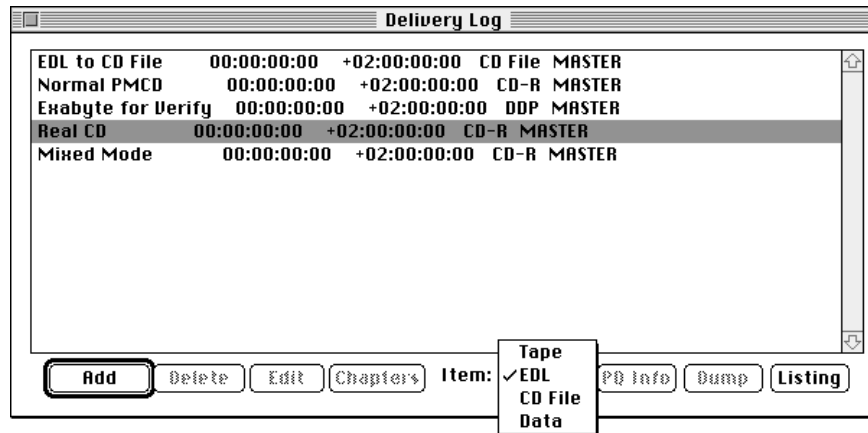 Delivery Log
EDL to CD File 00:00:00:00 +02:00:00:00 CD File MASTER
Normal PMCD 00:00:00:00 +02:00:00:00 CD-R MASTER
Exabyte for Verify 00:00:00:00 +02:00:00:00 DDP MASTER
Real CD 00:00:00:00 +02:00:00:00 CD-R MASTER
Mixed Mode 00:00:00:00 +02:00:00:00 CD-R MASTER
Add Delete Edit Chapters Item: ✓EDL PQ Info Dump Listing
Tape
CD File
Data